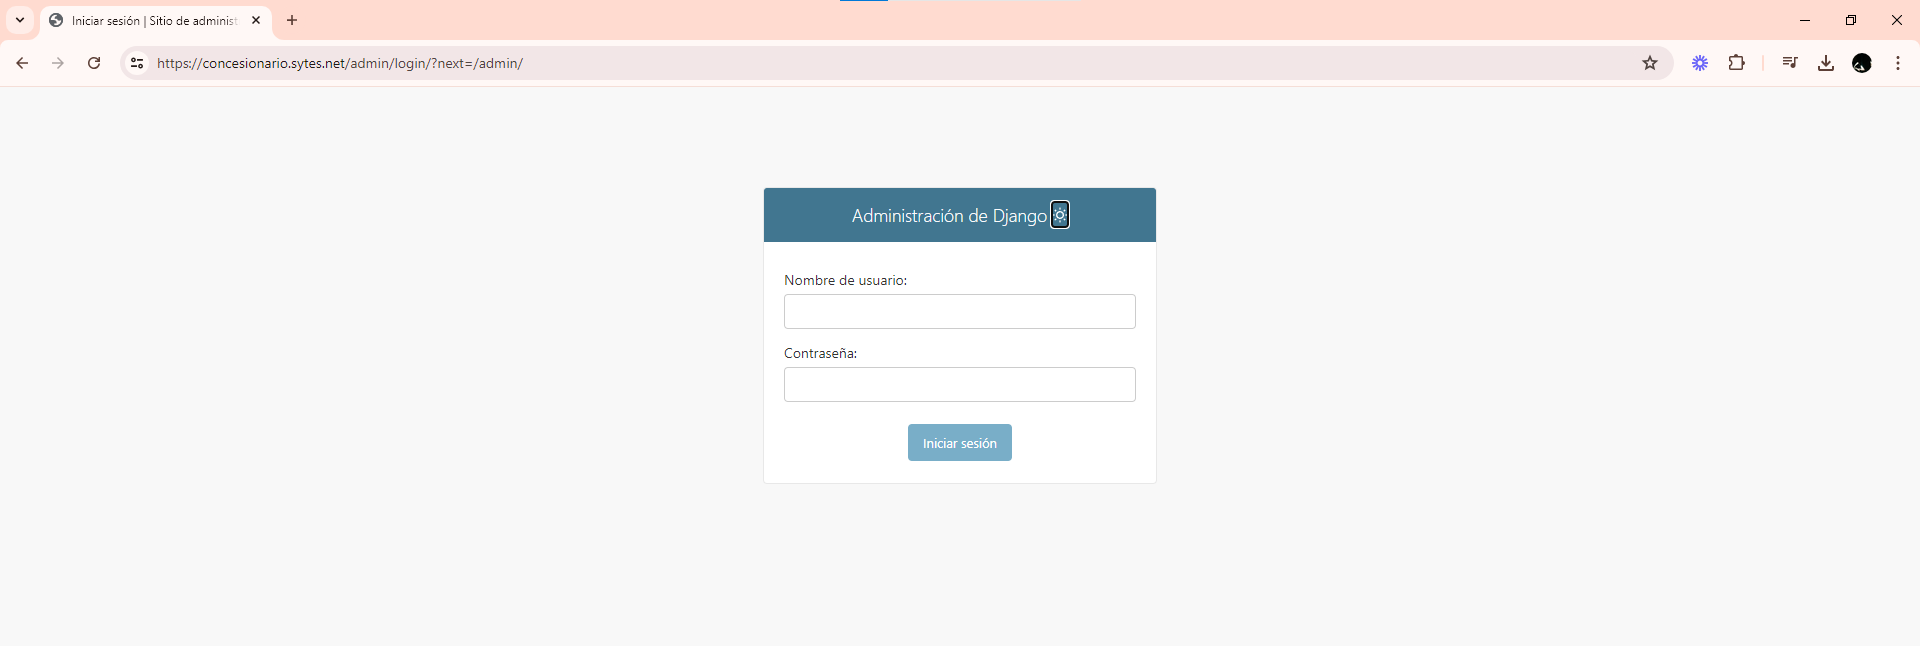 Iniciar sesión | Sitio de administ
https://concesionario.sytes.net/admin/login/?next=/admin/
Administración de Django
Nombre de usuario:
Contraseña:
Iniciar sesión